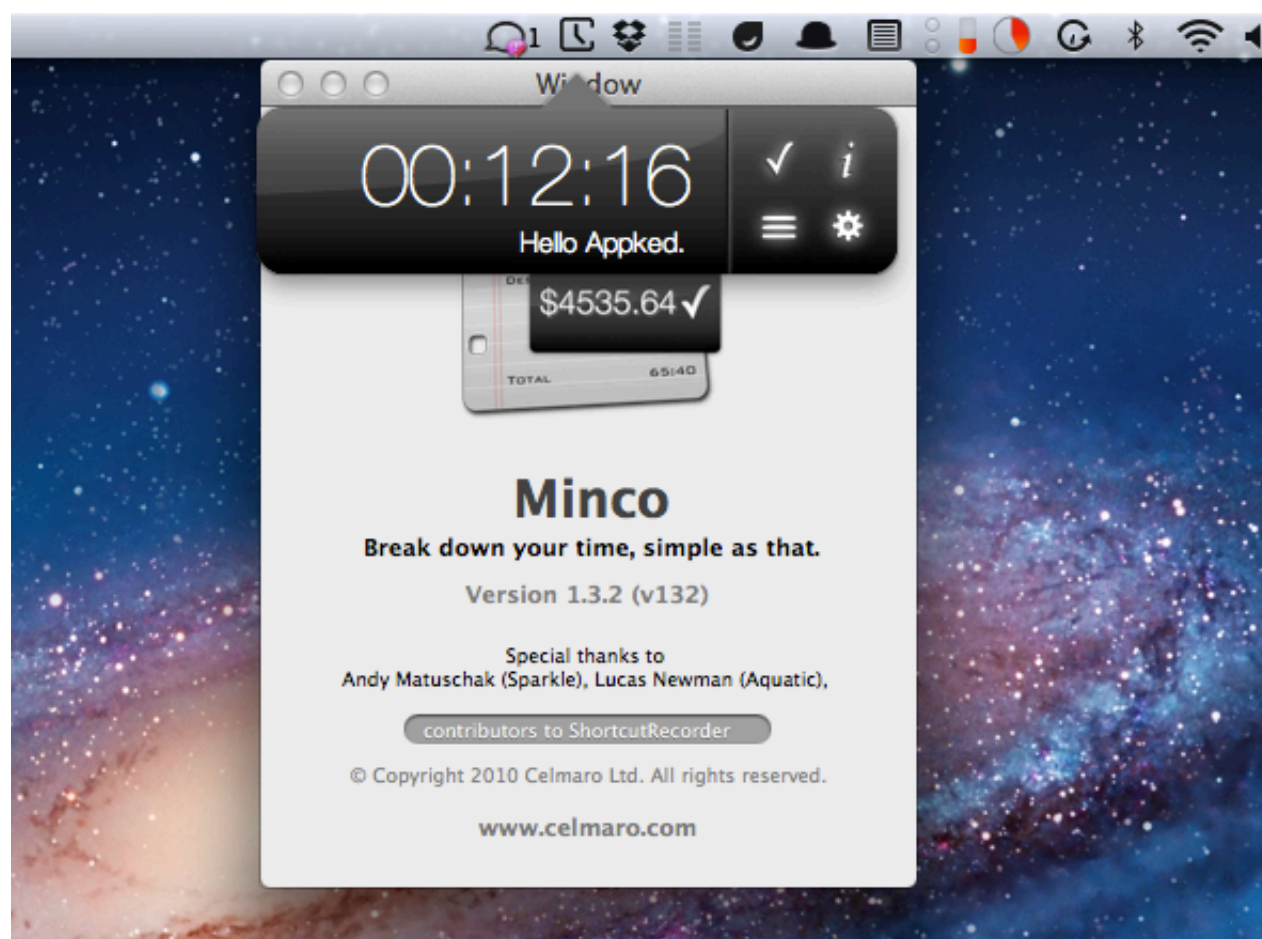 1
Window
00:12:16
Hello Appked.
$4535.64
TOTAL 65:40
Minco
Break down your time, simple as that.
Version 1.3.2 (v132)
Special thanks to
Andy Matuschak (Sparkle), Lucas Newman (Aquatic),
contributors to ShortcutRecorder
© Copyright 2010 Celmaro Ltd. All rights reserved.
www.celmaro.com